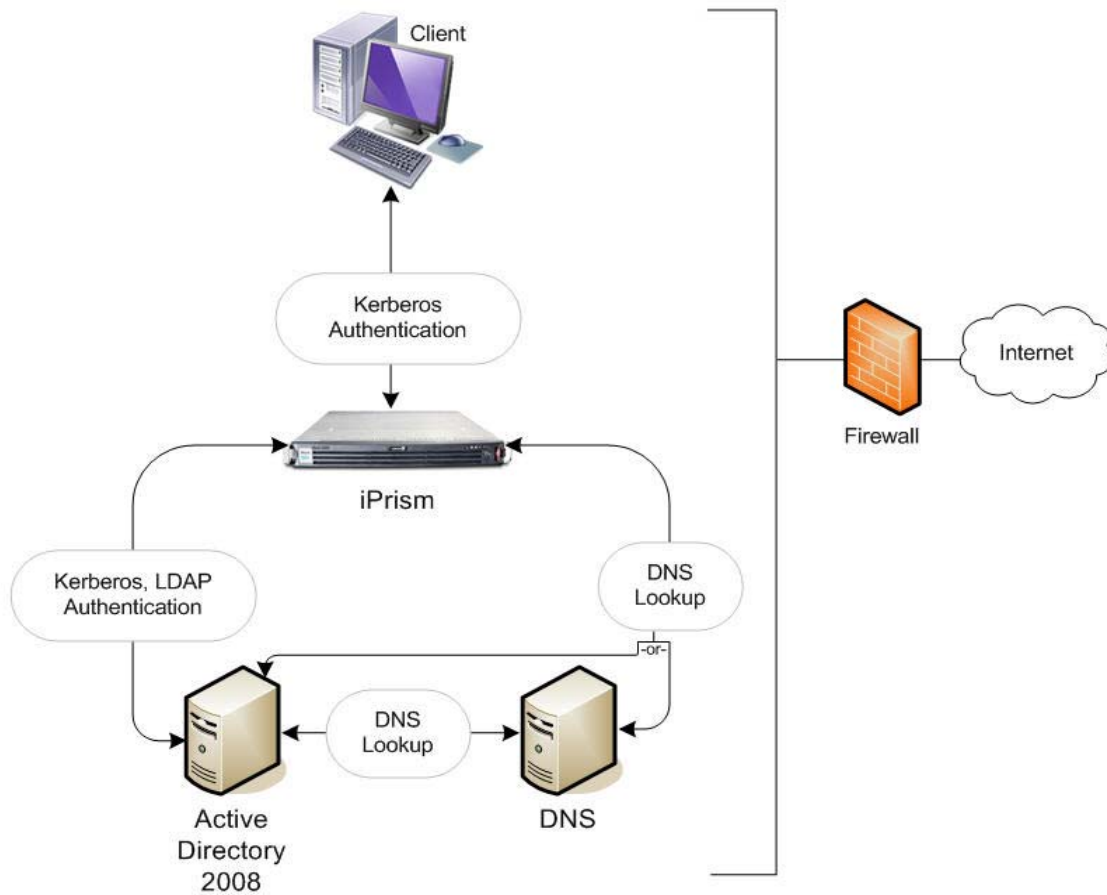 Client
Kerberos
Authentication
iPrism
Kerberos, LDAP
Authentication
DNS
Lookup
-or-
DNS
Lookup
Active
Directory
2008
DNS
Firewall
Internet